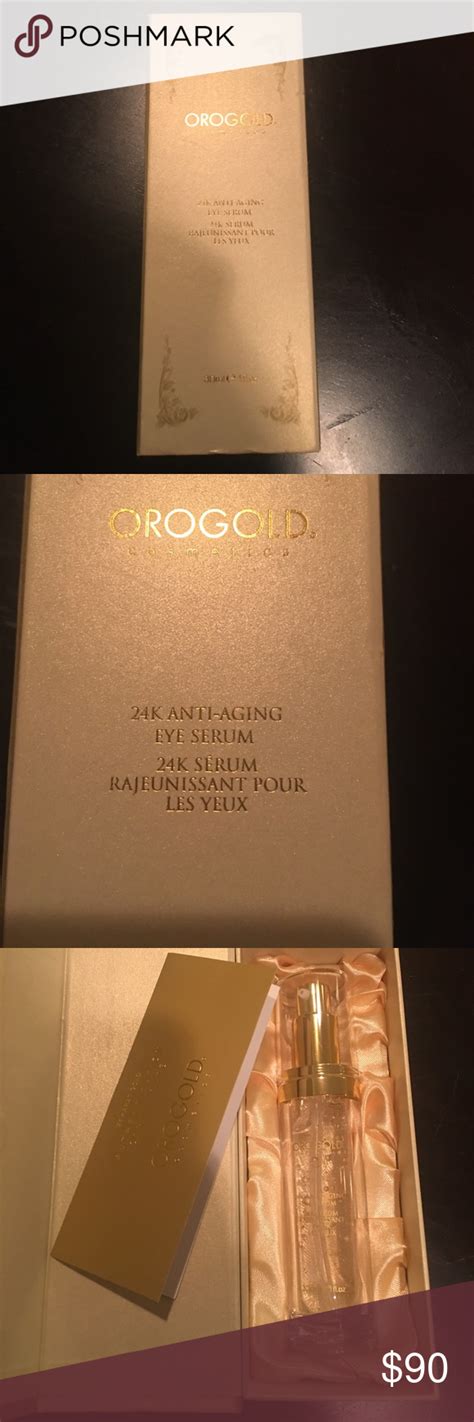 POSHMARK
OROGOLD.
24K ANTI-AGING
EYE SERUM
24K SÉRUM
RAJEUNISSANT POUR
LES YEUX
OROGOLD.
cosmetics
24K ANTI-AGING
EYE SERUM
24K SÉRUM
RAJEUNISSANT POUR
LES YEUX
OROGOLD.
$90